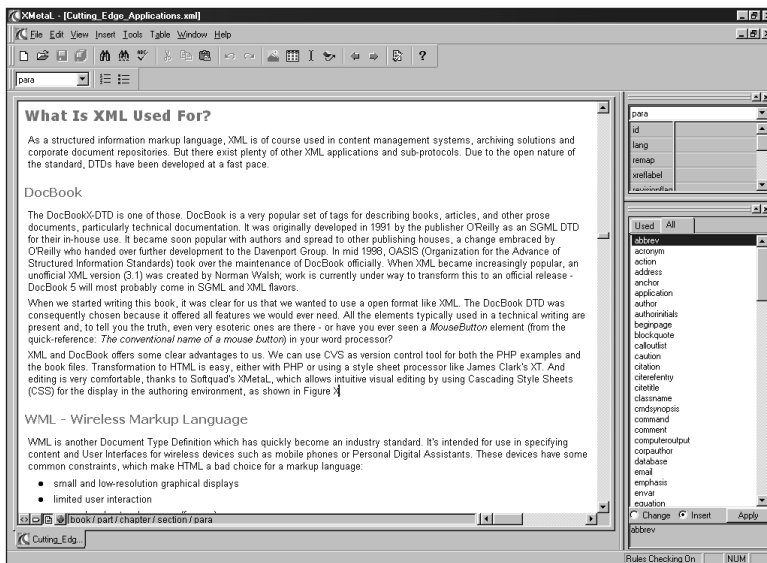 XMetaL - [Cutting_Edge_Applications.xml]
File Edit View Insert Tools Table Window Help
para
What Is XML Used For?
As a structured information markup language, XML is of course used in content management systems, archiving solutions and
corporate document repositories. But there exist plenty of other XML applications and sub-protocols. Due to the open nature of
the standard, DTDs have been developed at a fast pace.
DocBook
The DocBookX-DTD is one of those. DocBook is a very popular set of tags for describing books, articles, and other prose
documents, particularly technical documentation. It was originally developed in 1991 by the publisher O'Reilly as an SGML DTD
for their in-house use. It became soon popular with authors and spread to other publishing houses, a change embraced by
O'Reilly who handed over further development to the Davenport Group. In mid 1998, OASIS (Organization for the Advance of
Structured Information Standards) took over the maintenance of DocBook officially. When XML became increasingly popular, an
unofficial XML version (3.1) was created by Norman Walsh; work is currently under way to transform this to an official release -
DocBook 5 will most probably come in SGML and XML flavors.
When we started writing this book, it was clear for us that we wanted to use a open format like XML. The DocBook DTD was
consequently chosen because it offered all features we would ever need. All the elements typically used in a technical writing are
present and, to tell you the truth, even very esoteric ones are there - or have you ever seen a MouseButton element (from the
quick-reference: The conventional name of a mouse button) in your word processor?
XML and DocBook offers some clear advantages to us. We can use CVS as version control tool for both the PHP examples and
the book files. Transformation to HTML is easy, either with PHP or using a style sheet processor like James Clark's XT. And
editing is very comfortable, thanks to Softquad's XMetaL, which allows intuitive visual editing by using Cascading Style Sheets
(CSS) for the display in the authoring environment, as shown in Figure X
WML - Wireless Markup Language
WML is another Document Type Definition which has quickly become an industry standard. It's intended for use in specifying
content and User Interfaces for wireless devices such as mobile phones or Personal Digital Assistants. These devices have some
common constraints, which make HTML a bad choice for a markup language:
• small and low-resolution graphical displays
• limited user interaction
book / part / chapter / section / para
Cutting_Edg...
para
id
lang
remap
xreflabel
revisionflag
Used All
abbrev
acronym
action
address
anchor
application
author
authorinitials
beginpage
blockquote
calloutlist
caution
citation
citerefentry
citetitle
classname
cmdsynopsis
command
comment
computeroutput
corpauthor
database
email
emphasis
envar
equation
Change Insert Apply
abbrev
Rules Checking On NUM